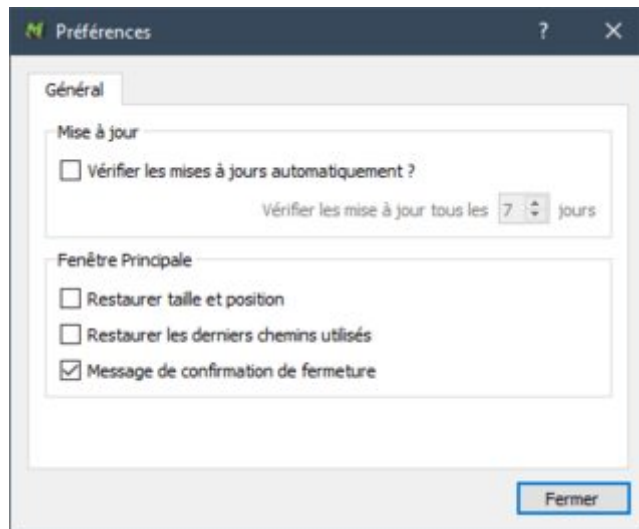 Préférences
Général
Mise à jour
Vérifier les mises à jours automatiquement ?
Vérifier les mise à jour tous les 7 jours
Fenêtre Principale
Restaurer taille et position
Restaurer les derniers chemins utilisés
Message de confirmation de fermeture
Fermer